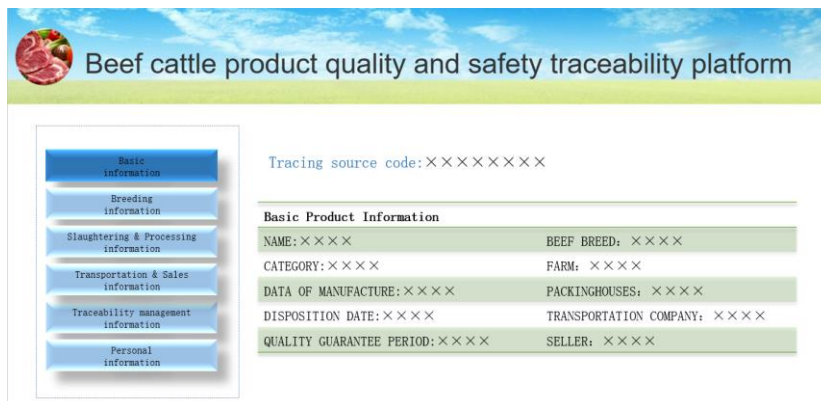 Beef cattle product quality and safety traceability platform
Basic
information
Breeding
information
Slaughtering & Processing
information
Transportation & Sales
information
Traceability management
information
Personal
information
Tracing source code:××××××××
Basic Product Information
NAME:××××
BEEF BREED: ××××
CATEGORY:××××
FARM: ××××
DATA OF MANUFACTURE:××××
PACKINGHOUSES: ××××
DISPOSITION DATE:××××
TRANSPORTATION COMPANY: ××××
QUALITY GUARANTEE PERIOD:××××
SELLER: ××××